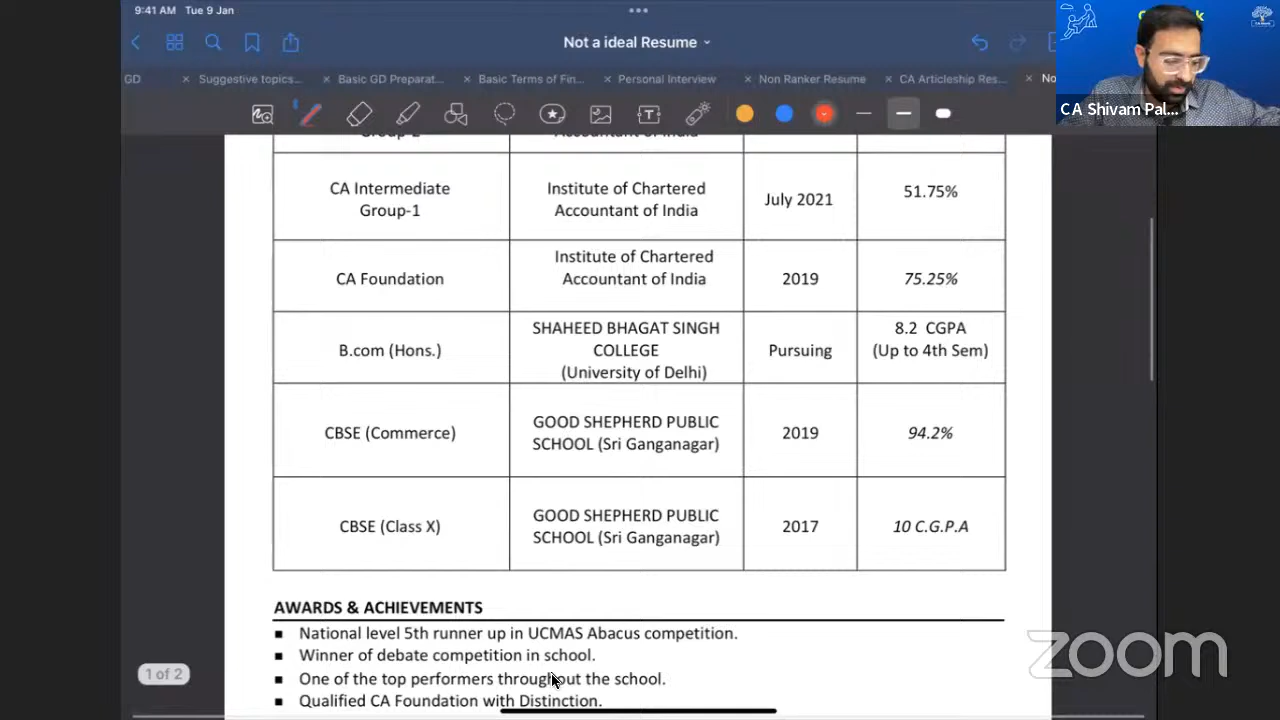 9:41 AM Tue 9 Jan
Not a ideal Resume
GD
Suggestive topics...
Basic GD Preparat...
Basic Terms of Fin...
Personal Interview
Non Ranker Resume
CA Articleship Res...
No
C A Shivam Pal...
Group-2
Accountant of India
CA Intermediate
Group-1
Institute of Chartered
Accountant of India
July 2021
51.75%
CA Foundation
Institute of Chartered
Accountant of India
2019
75.25%
B.com (Hons.)
SHAHEED BHAGAT SINGH
COLLEGE
(University of Delhi)
Pursuing
8.2 CGPA
(Up to 4th Sem)
CBSE (Commerce)
GOOD SHEPHERD PUBLIC
SCHOOL (Sri Ganganagar)
2019
94.2%
CBSE (Class X)
GOOD SHEPHERD PUBLIC
SCHOOL (Sri Ganganagar)
2017
10 C.G.P.A
AWARDS & ACHIEVEMENTS
National level 5th runner up in UCMAS Abacus competition.
Winner of debate competition in school.
One of the top performers throughout the school.
Qualified CA Foundation with Distinction.
1 of 2
zoom